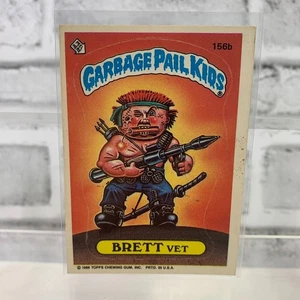 156b
GARBAGE PAIL KIDS
BRETT VET
© 1986 TOPPS CHEWING GUM, INC. PRTD. IN U.S.A.